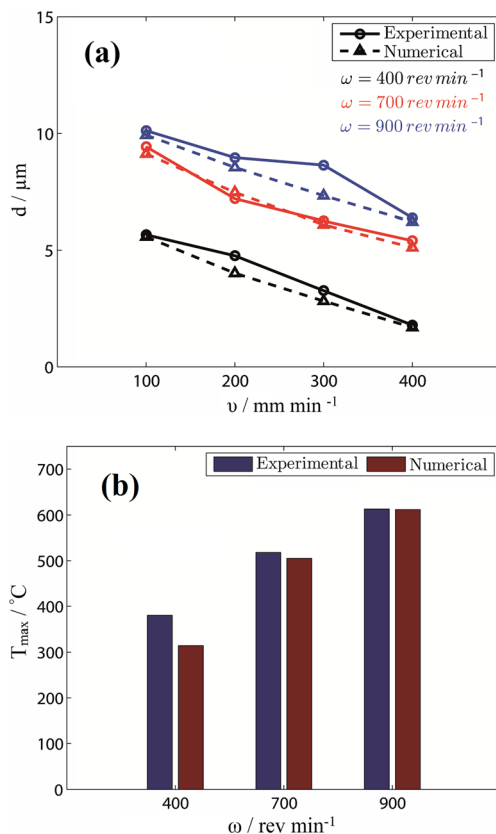 15
(a)
Experimental
Numerical
ω = 400 rev min ⁻¹
ω = 700 rev min ⁻¹
ω = 900 rev min ⁻¹
10
d / μm
5
0
100 200 300 400
υ / mm min ⁻¹
(b)
Experimental Numerical
700
600
500
400
300
200
100
0
Tmax / °C
400 700 900
ω / rev min⁻¹